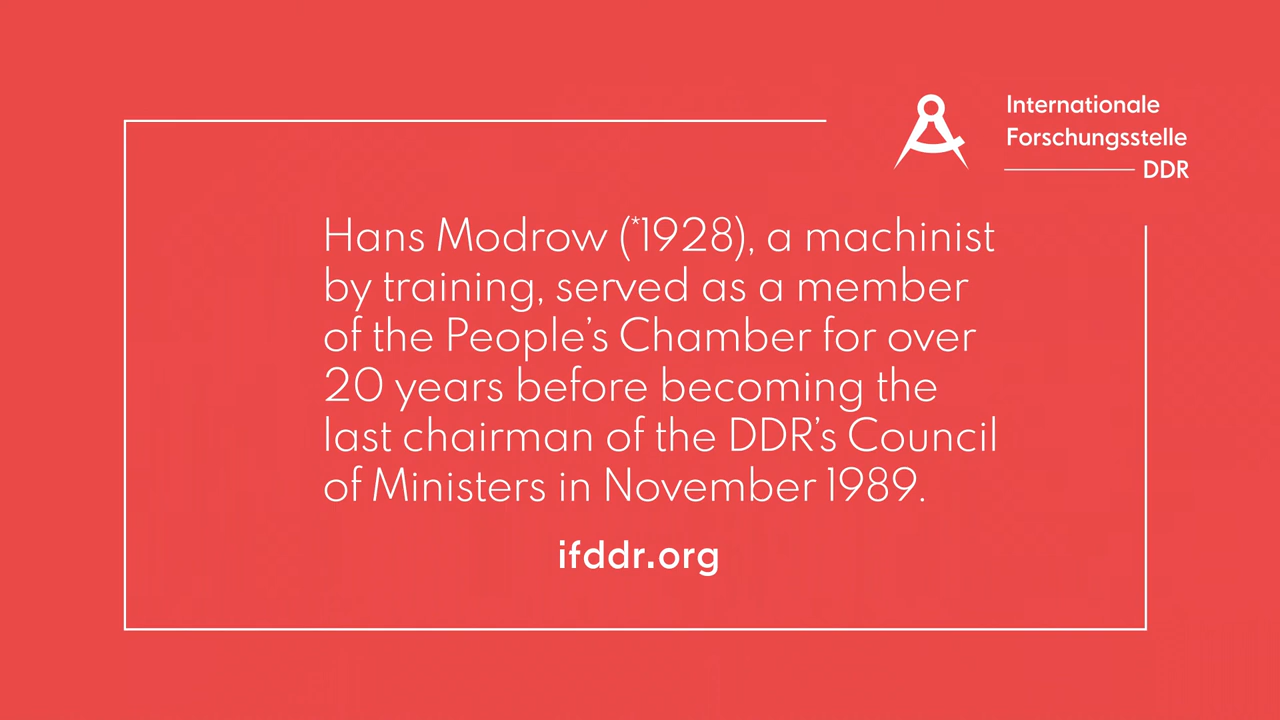 Internationale
Forschungsstelle
DDR
Hans Modrow (*1928), a machinist
by training, served as a member
of the People’s Chamber for over
20 years before becoming the
last chairman of the DDR’s Council
of Ministers in November 1989.
ifddr.org